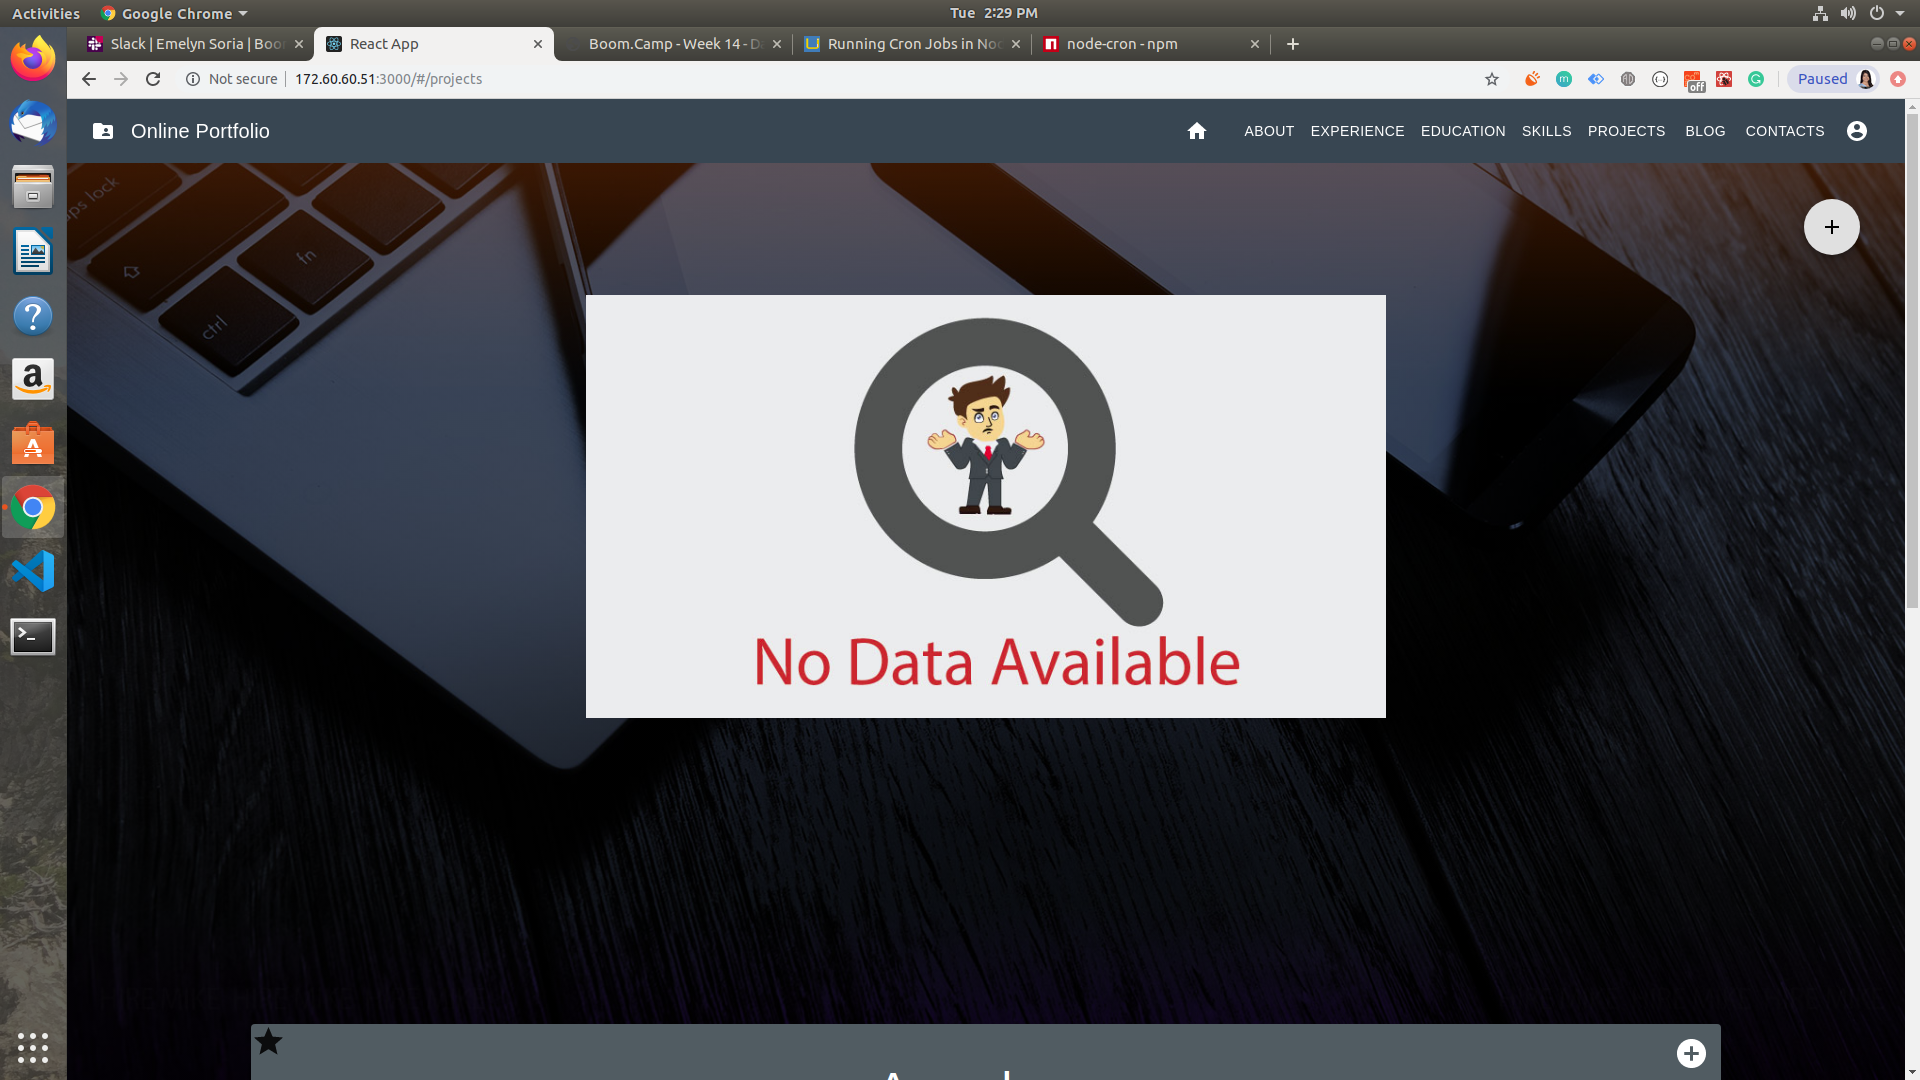 Activities
Google Chrome
Tue 2:29 PM
Slack | Emelyn Soria | Boo
React App
Boom.Camp - Week 14 - D
Running Cron Jobs in No
node-cron - npm
Not secure
172.60.60.51:3000/#/projects
off
Paused
Online Portfolio
ABOUT
EXPERIENCE
EDUCATION
SKILLS
PROJECTS
BLOG
CONTACTS
caps lock
fn
ctrl
No Data Available